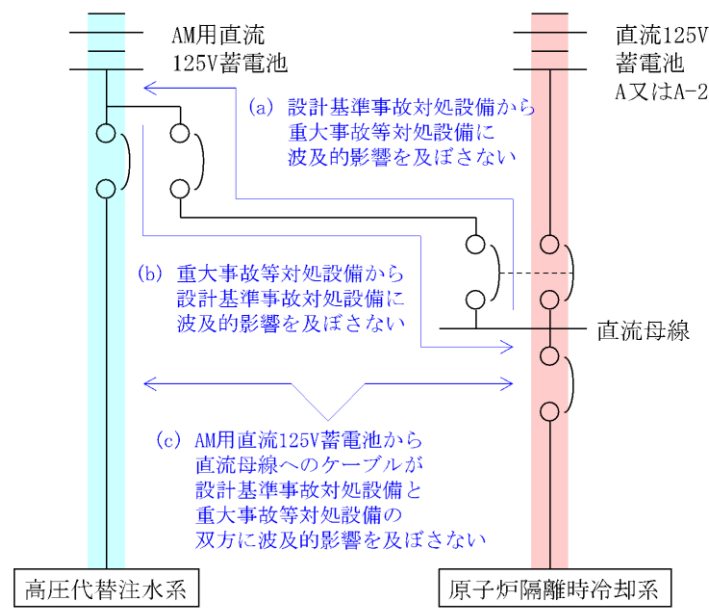 AM用直流
125V蓄電池
直流125V
蓄電池
A又はA-2
(a) 設計基準事故対処設備から
重大事故等対処設備に
波及的影響を及ぼさない
(b) 重大事故等対処設備から
設計基準事故対処設備に
波及的影響を及ぼさない
直流母線
(c) AM用直流125V蓄電池から
直流母線へのケーブルが
設計基準事故対処設備と
重大事故等対処設備の
双方に波及的影響を及ぼさない
高圧代替注水系
原子炉隔離時冷却系